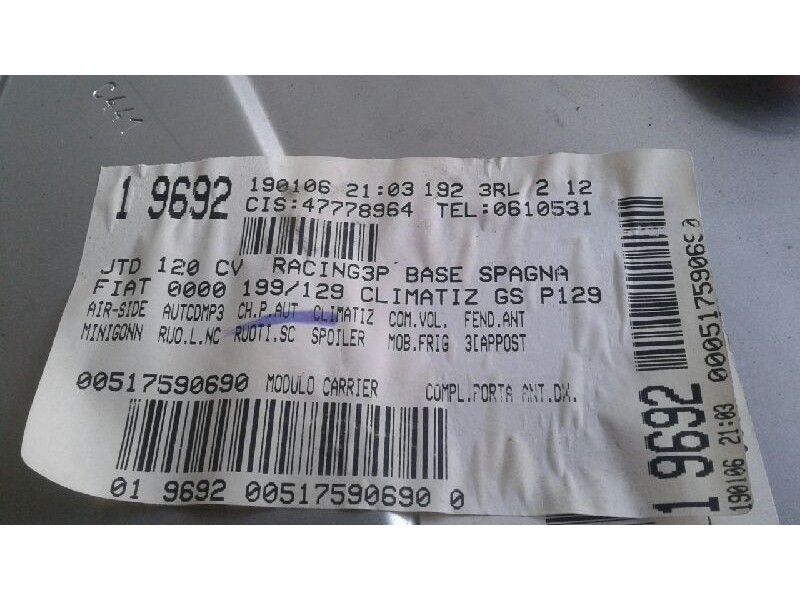 1 9692
190106 21:03 192 3RL 2 12
CIS:47778964 TEL:0610531
JTD 120 CV RACING3P BASE SPAGNA
FIAT 0000 199/129 CLIMATIZ GS P129
AIR-SIDE AUTCDMP3 CH.P.AUT CLIMATIZ COM.VOL. FEND.ANT
MINIGONN RUO.L.NC RUOTI.SC SPOILER MOB.FRIG 3IAPPOST
00517590690 MODULO CARRIER COMPL.PORTA ANT.DX.
01 9692 00517590690 0
1 9692
190106 21:03
000517590690